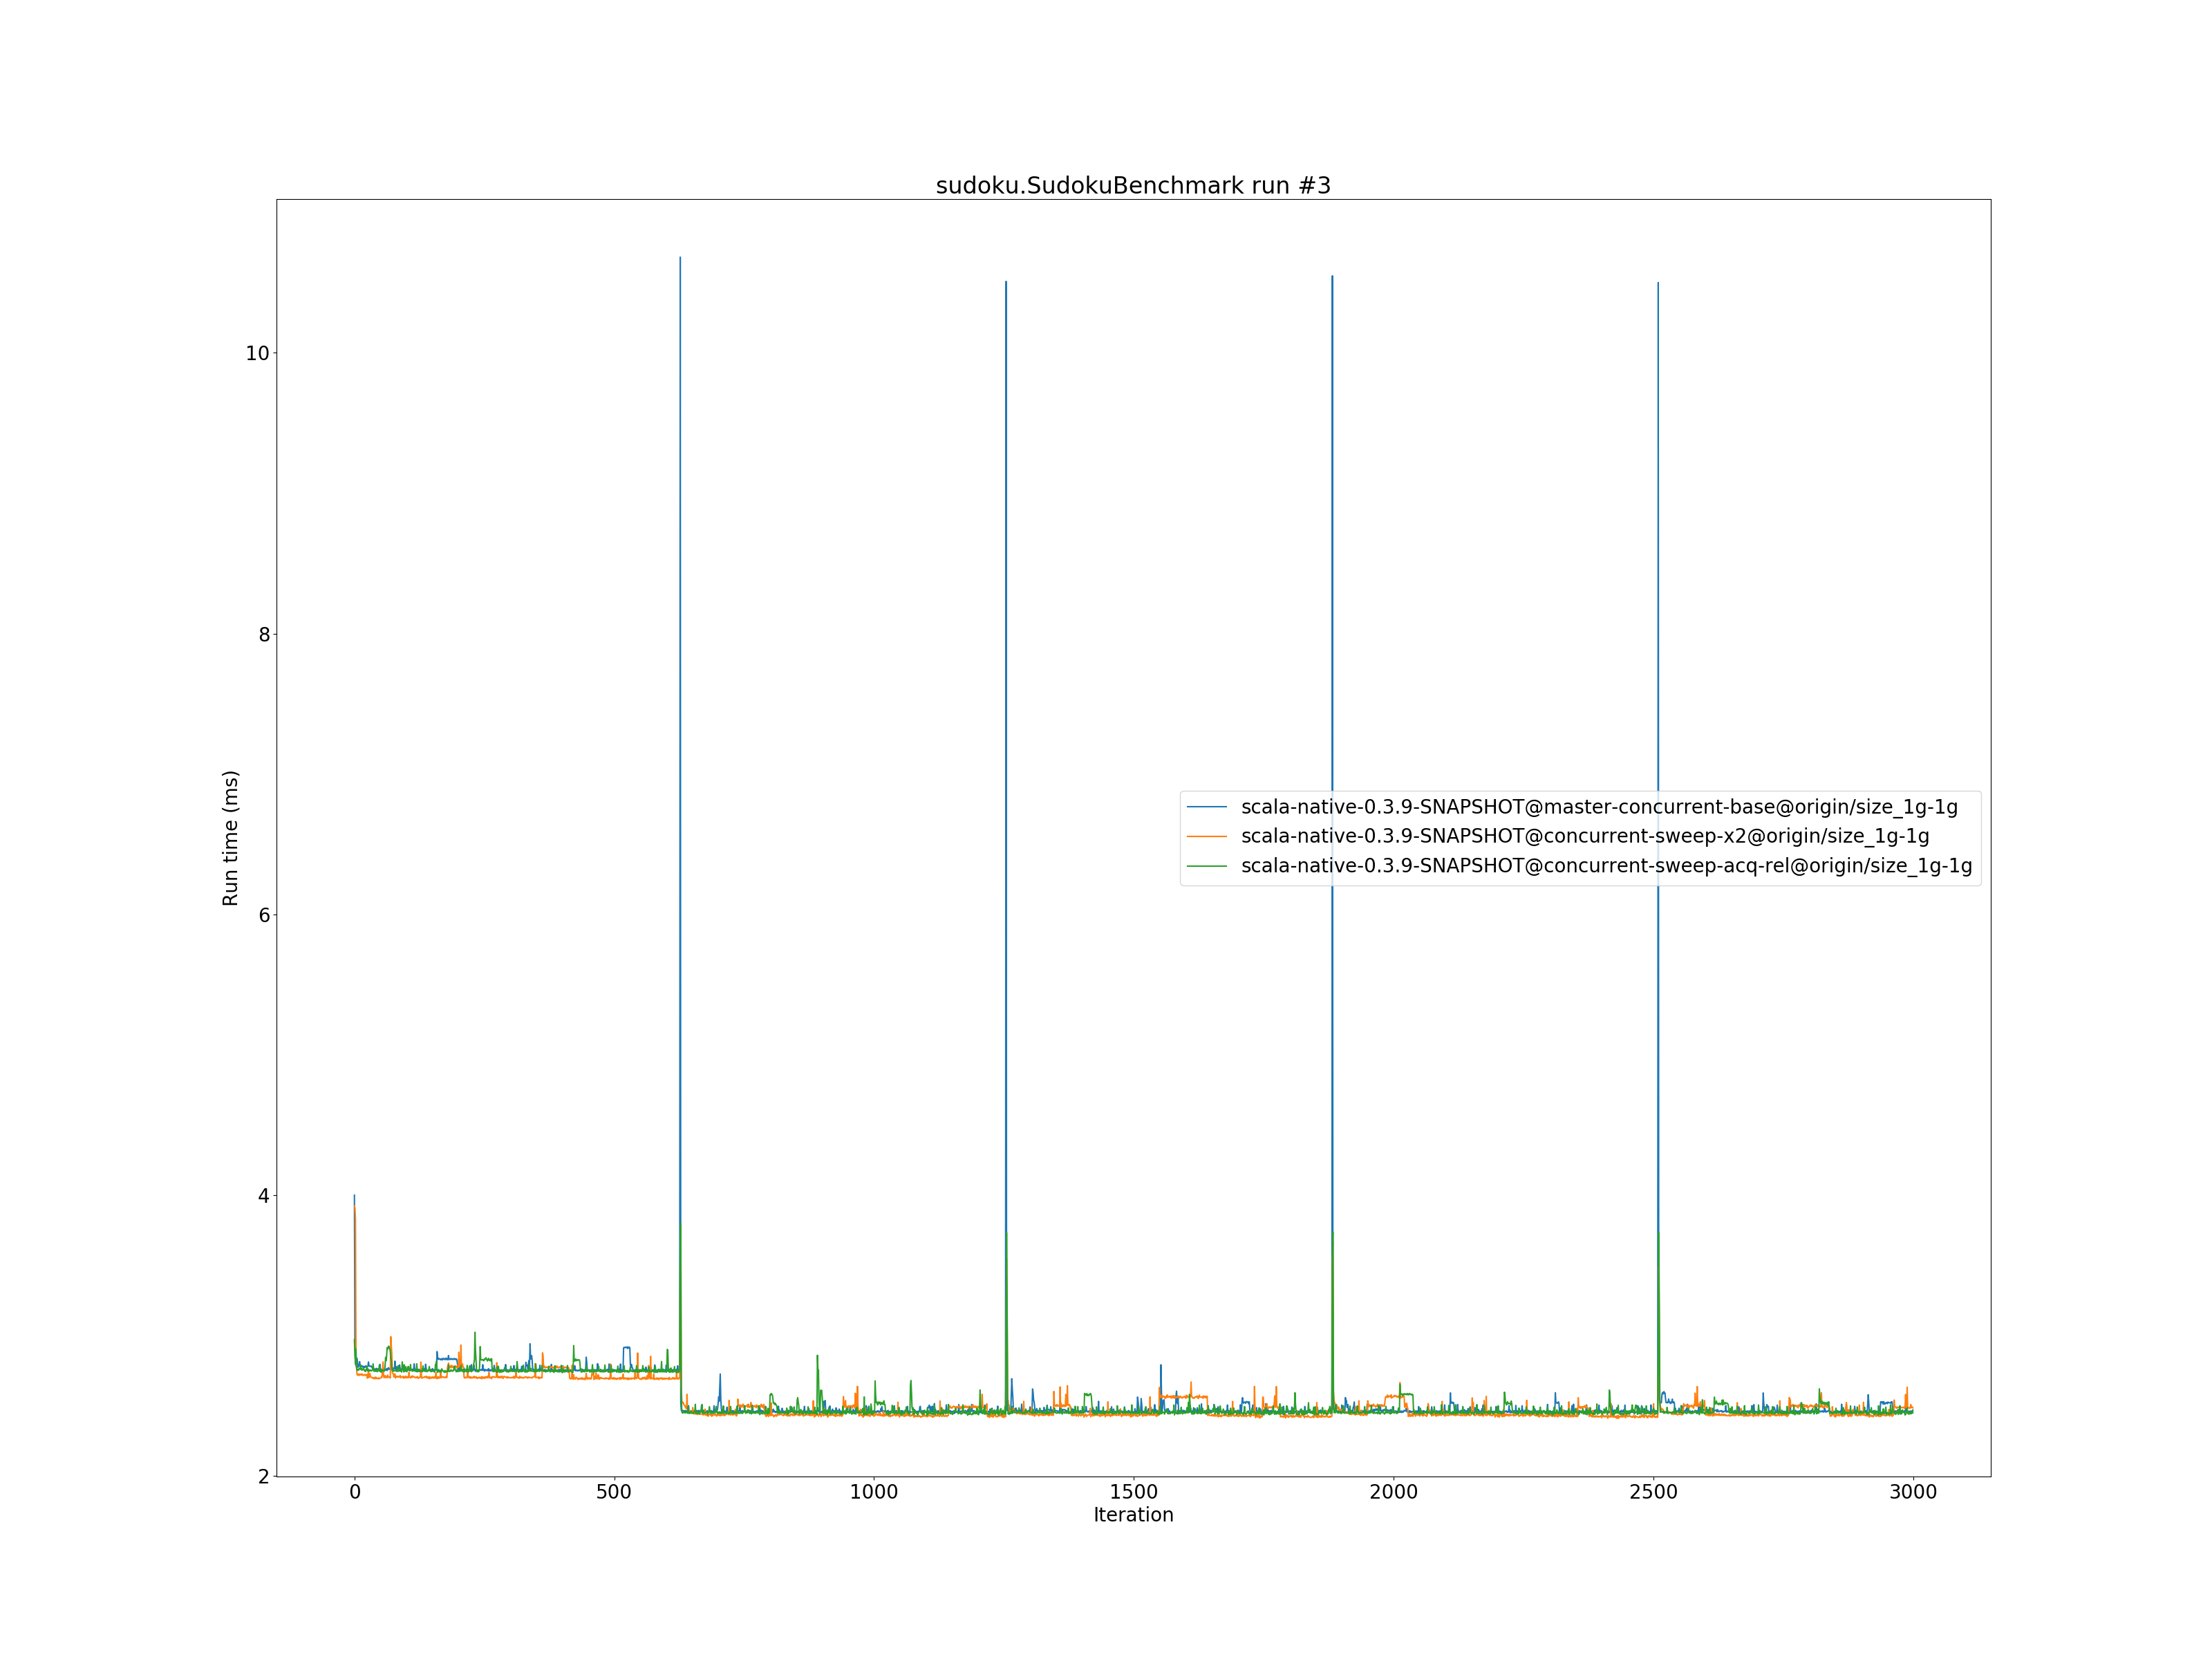 sudoku.SudokuBenchmark run #3
10
8
6
4
2
Run time (ms)
scala-native-0.3.9-SNAPSHOT@master-concurrent-base@origin/size_1g-1g
scala-native-0.3.9-SNAPSHOT@concurrent-sweep-x2@origin/size_1g-1g
scala-native-0.3.9-SNAPSHOT@concurrent-sweep-acq-rel@origin/size_1g-1g
0 500 1000 1500 2000 2500 3000
Iteration